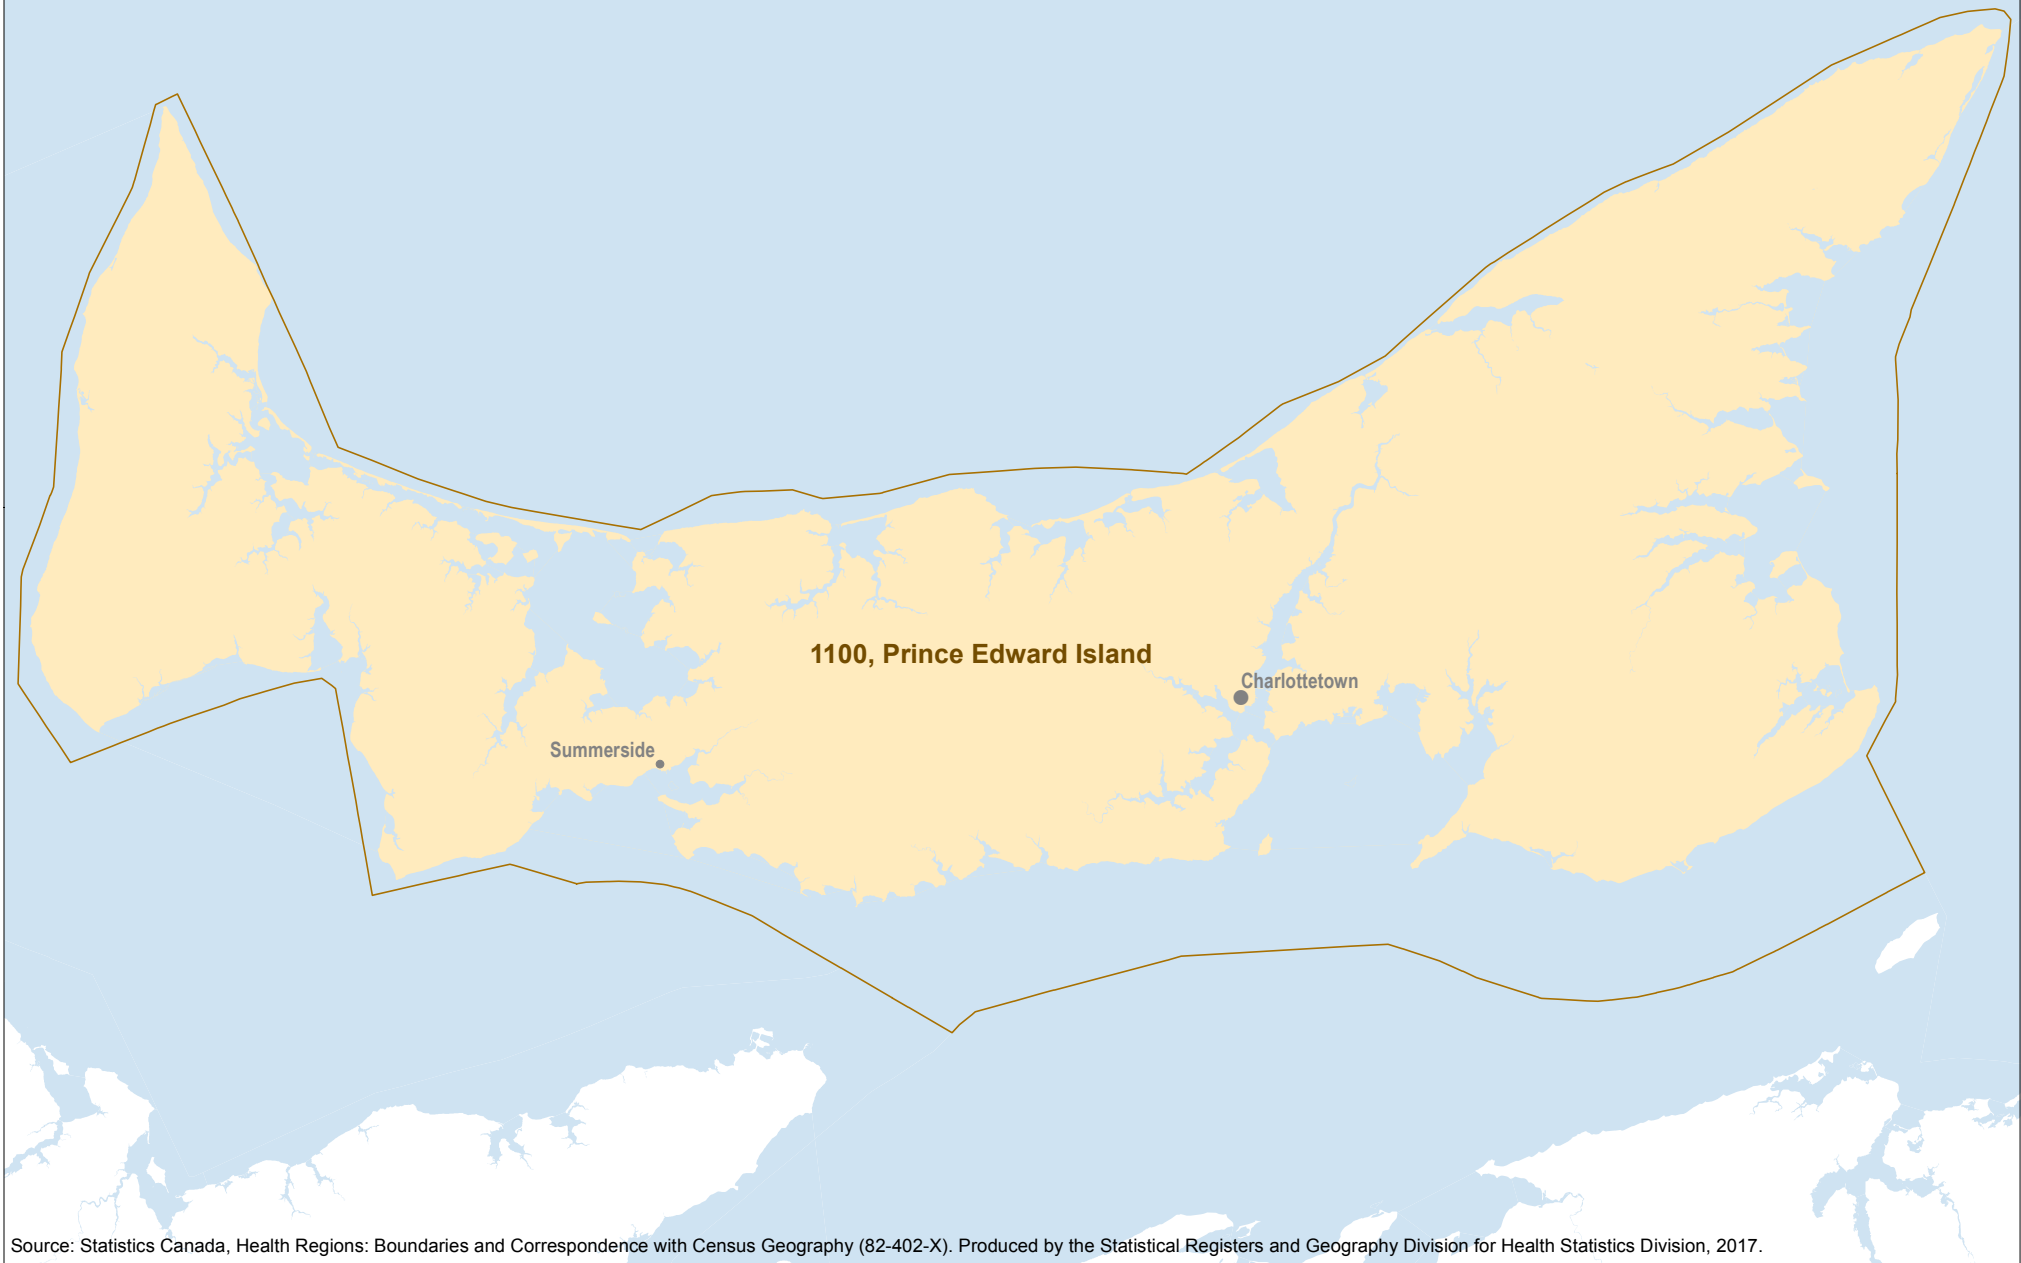 1100, Prince Edward Island
Charlottetown
Summerside
Source: Statistics Canada, Health Regions: Boundaries and Correspondence with Census Geography (82-402-X). Produced by the Statistical Registers and Geography Division for Health Statistics Division, 2017.